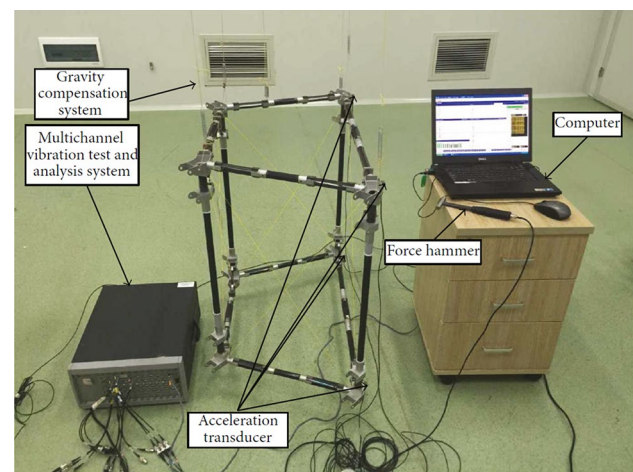 Gravity
compensation
system
Multichannel
vibration test and
analysis system
Computer
Force hammer
Acceleration
transducer